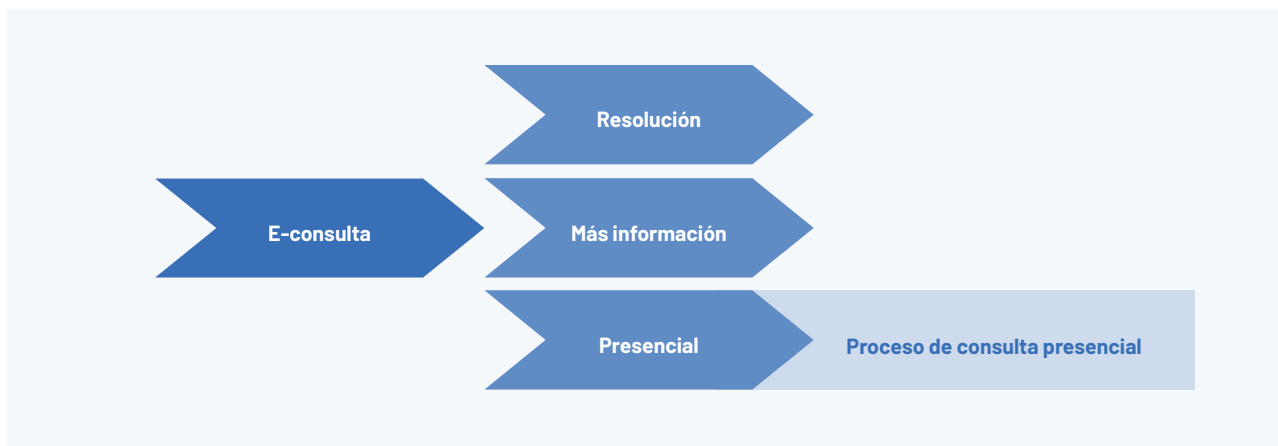 Resolución
E-consulta
Más información
Presencial
Proceso de consulta presencial